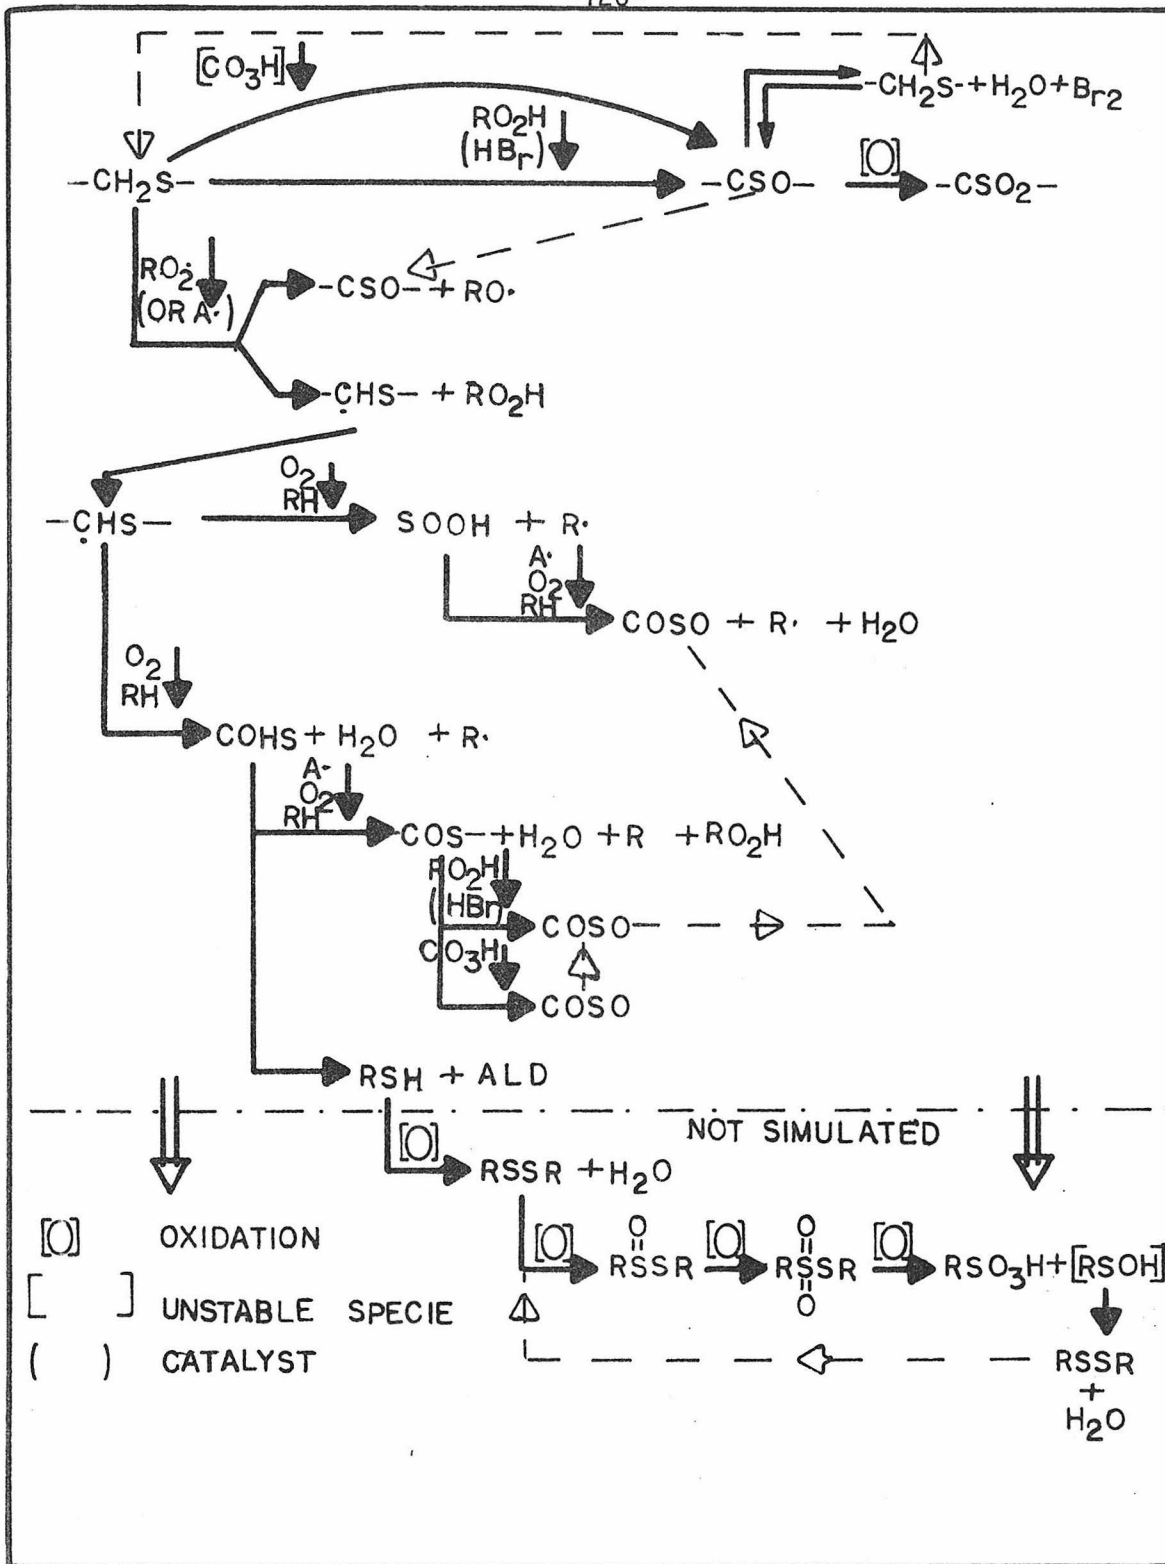 [CO₃H]
-CH₂S-+H₂O+Br₂
RO₂H
(HBr)
[O]
-CH₂S-
-CSO-
-CSO₂-
RO₂·
(OR A·)
-CSO- + RO·
-ĊHS- + RO₂H
O₂
RH
-ĊHS-
SOOH + R·
A·
O₂
RH
COSO + R· + H₂O
O₂
RH
COHS + H₂O + R·
A·
O₂
RH
COS-+H₂O +R +RO₂H
RO₂H
(HBr)
COSO
CO₃H
COSO
RSH + ALD
NOT SIMULATED
[O]
RSSR +H₂O
[O] OXIDATION
[O]
O
RSSR
[O]
O
RSSR
O
[O]
RSO₃H+[RSOH]
[ ] UNSTABLE SPECIE
( ) CATALYST
RSSR
+
H₂O